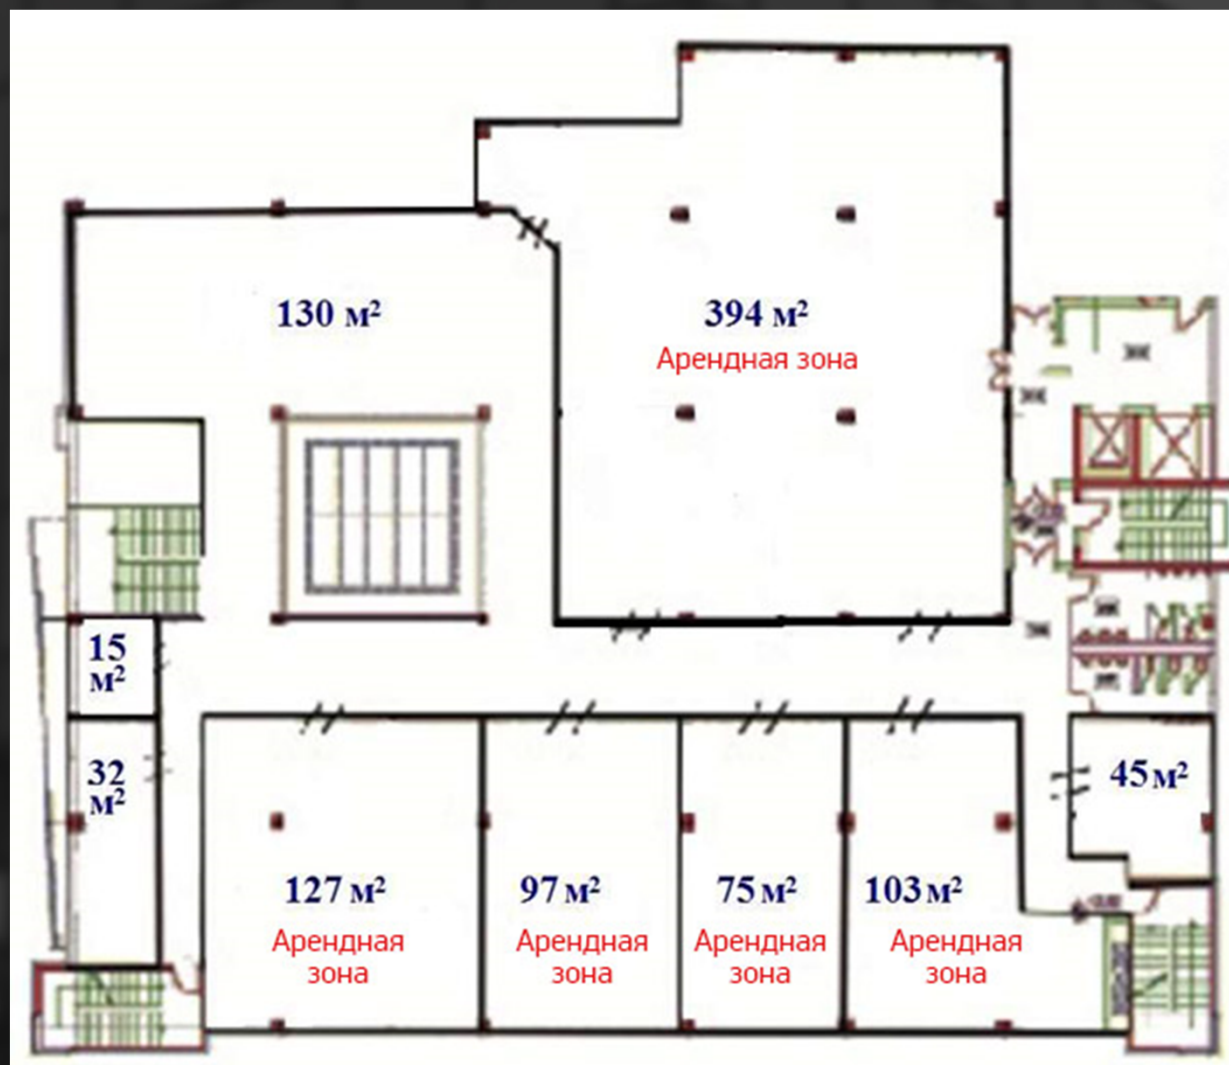 130 м²
394 м²
Арендная зона
15
м²
32
м²
45 м²
127 м²
Арендная
зона
97 м²
Арендная
зона
75 м²
Арендная
зона
103 м²
Арендная
зона